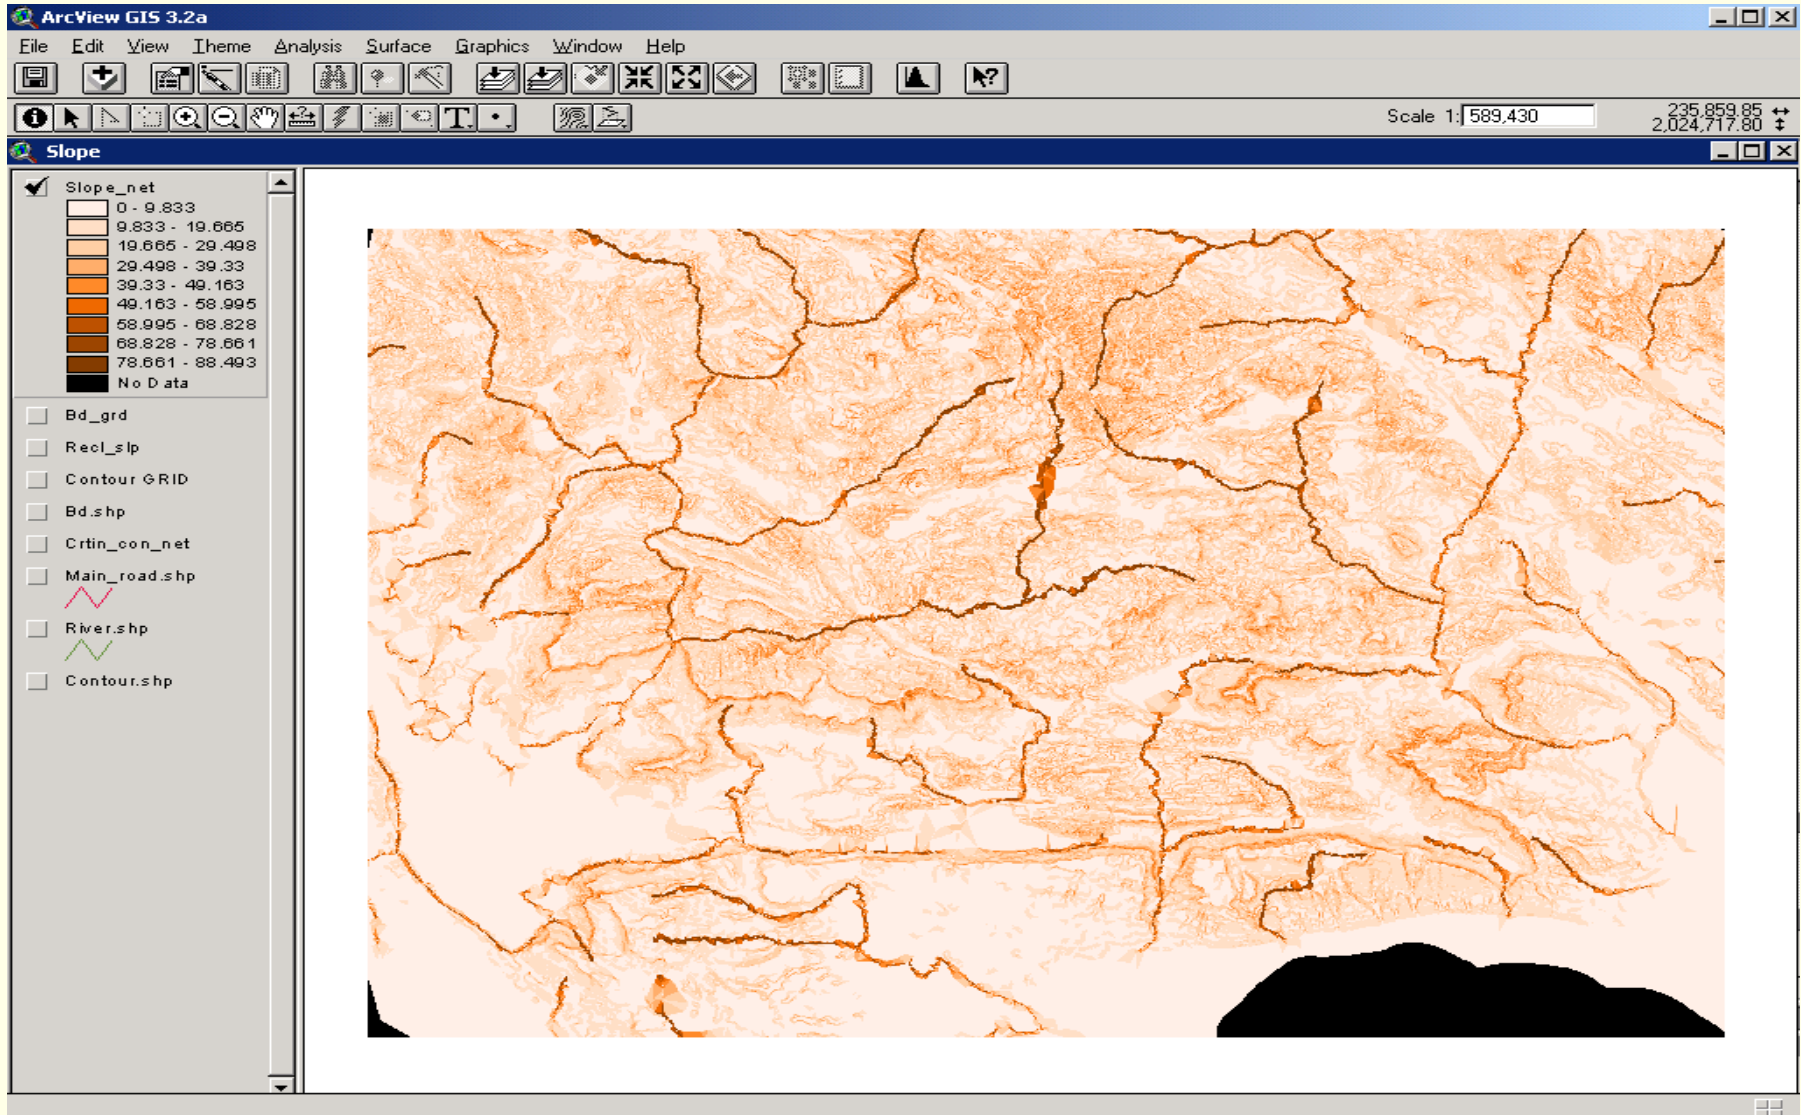 ArcView GIS 3.2a
File Edit View Theme Analysis Surface Graphics Window Help
Scale 1: 589,430
235,859.85
2,024,717.80
Slope
Slope_net
0 - 9.833
9.833 - 19.665
19.665 - 29.498
29.498 - 39.33
39.33 - 49.163
49.163 - 58.995
58.995 - 68.828
68.828 - 78.661
78.661 - 88.493
No Data
Bd_grd
Recl_slp
Contour GRID
Bd.shp
Crtin_con_net
Main_road.shp
River.shp
Contour.shp